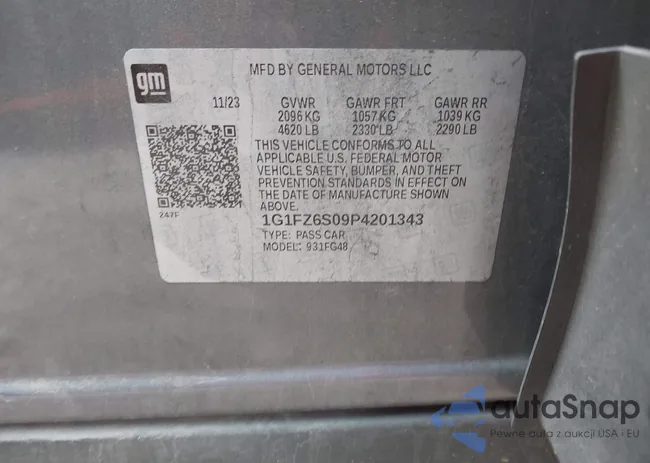 gm
MFD BY GENERAL MOTORS LLC
11/23 GVWR GAWR FRT GAWR RR
2096 KG 1057 KG 1039 KG
4620 LB 2330 LB 2290 LB
THIS VEHICLE CONFORMS TO ALL
APPLICABLE U.S. FEDERAL MOTOR
VEHICLE SAFETY, BUMPER, AND THEFT
PREVENTION STANDARDS IN EFFECT ON
THE DATE OF MANUFACTURE SHOWN
ABOVE.
247F
1G1FZ6S09P4201343
TYPE: PASS CAR
MODEL: 931FG48
autaSnap
Pewne auta z aukcji USA i EU